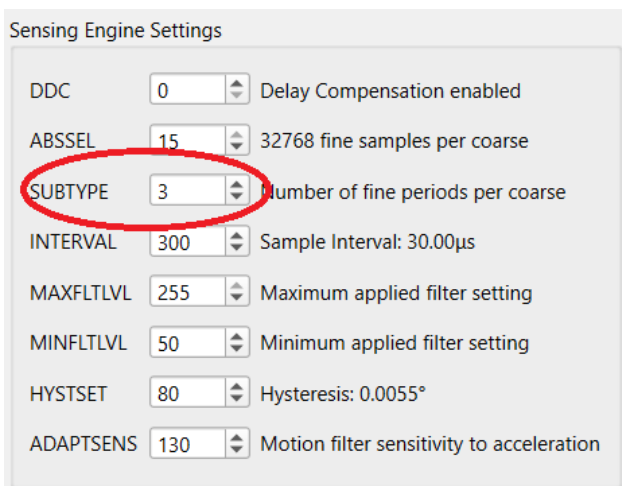 Sensing Engine Settings
DDC 0 Delay Compensation enabled
ABSSEL 15 32768 fine samples per coarse
SUBTYPE 3 Number of fine periods per coarse
INTERVAL 300 Sample Interval: 30.00µs
MAXFLTLVL 255 Maximum applied filter setting
MINFLTLVL 50 Minimum applied filter setting
HYSTSET 80 Hysteresis: 0.0055°
ADAPTSENS 130 Motion filter sensitivity to acceleration